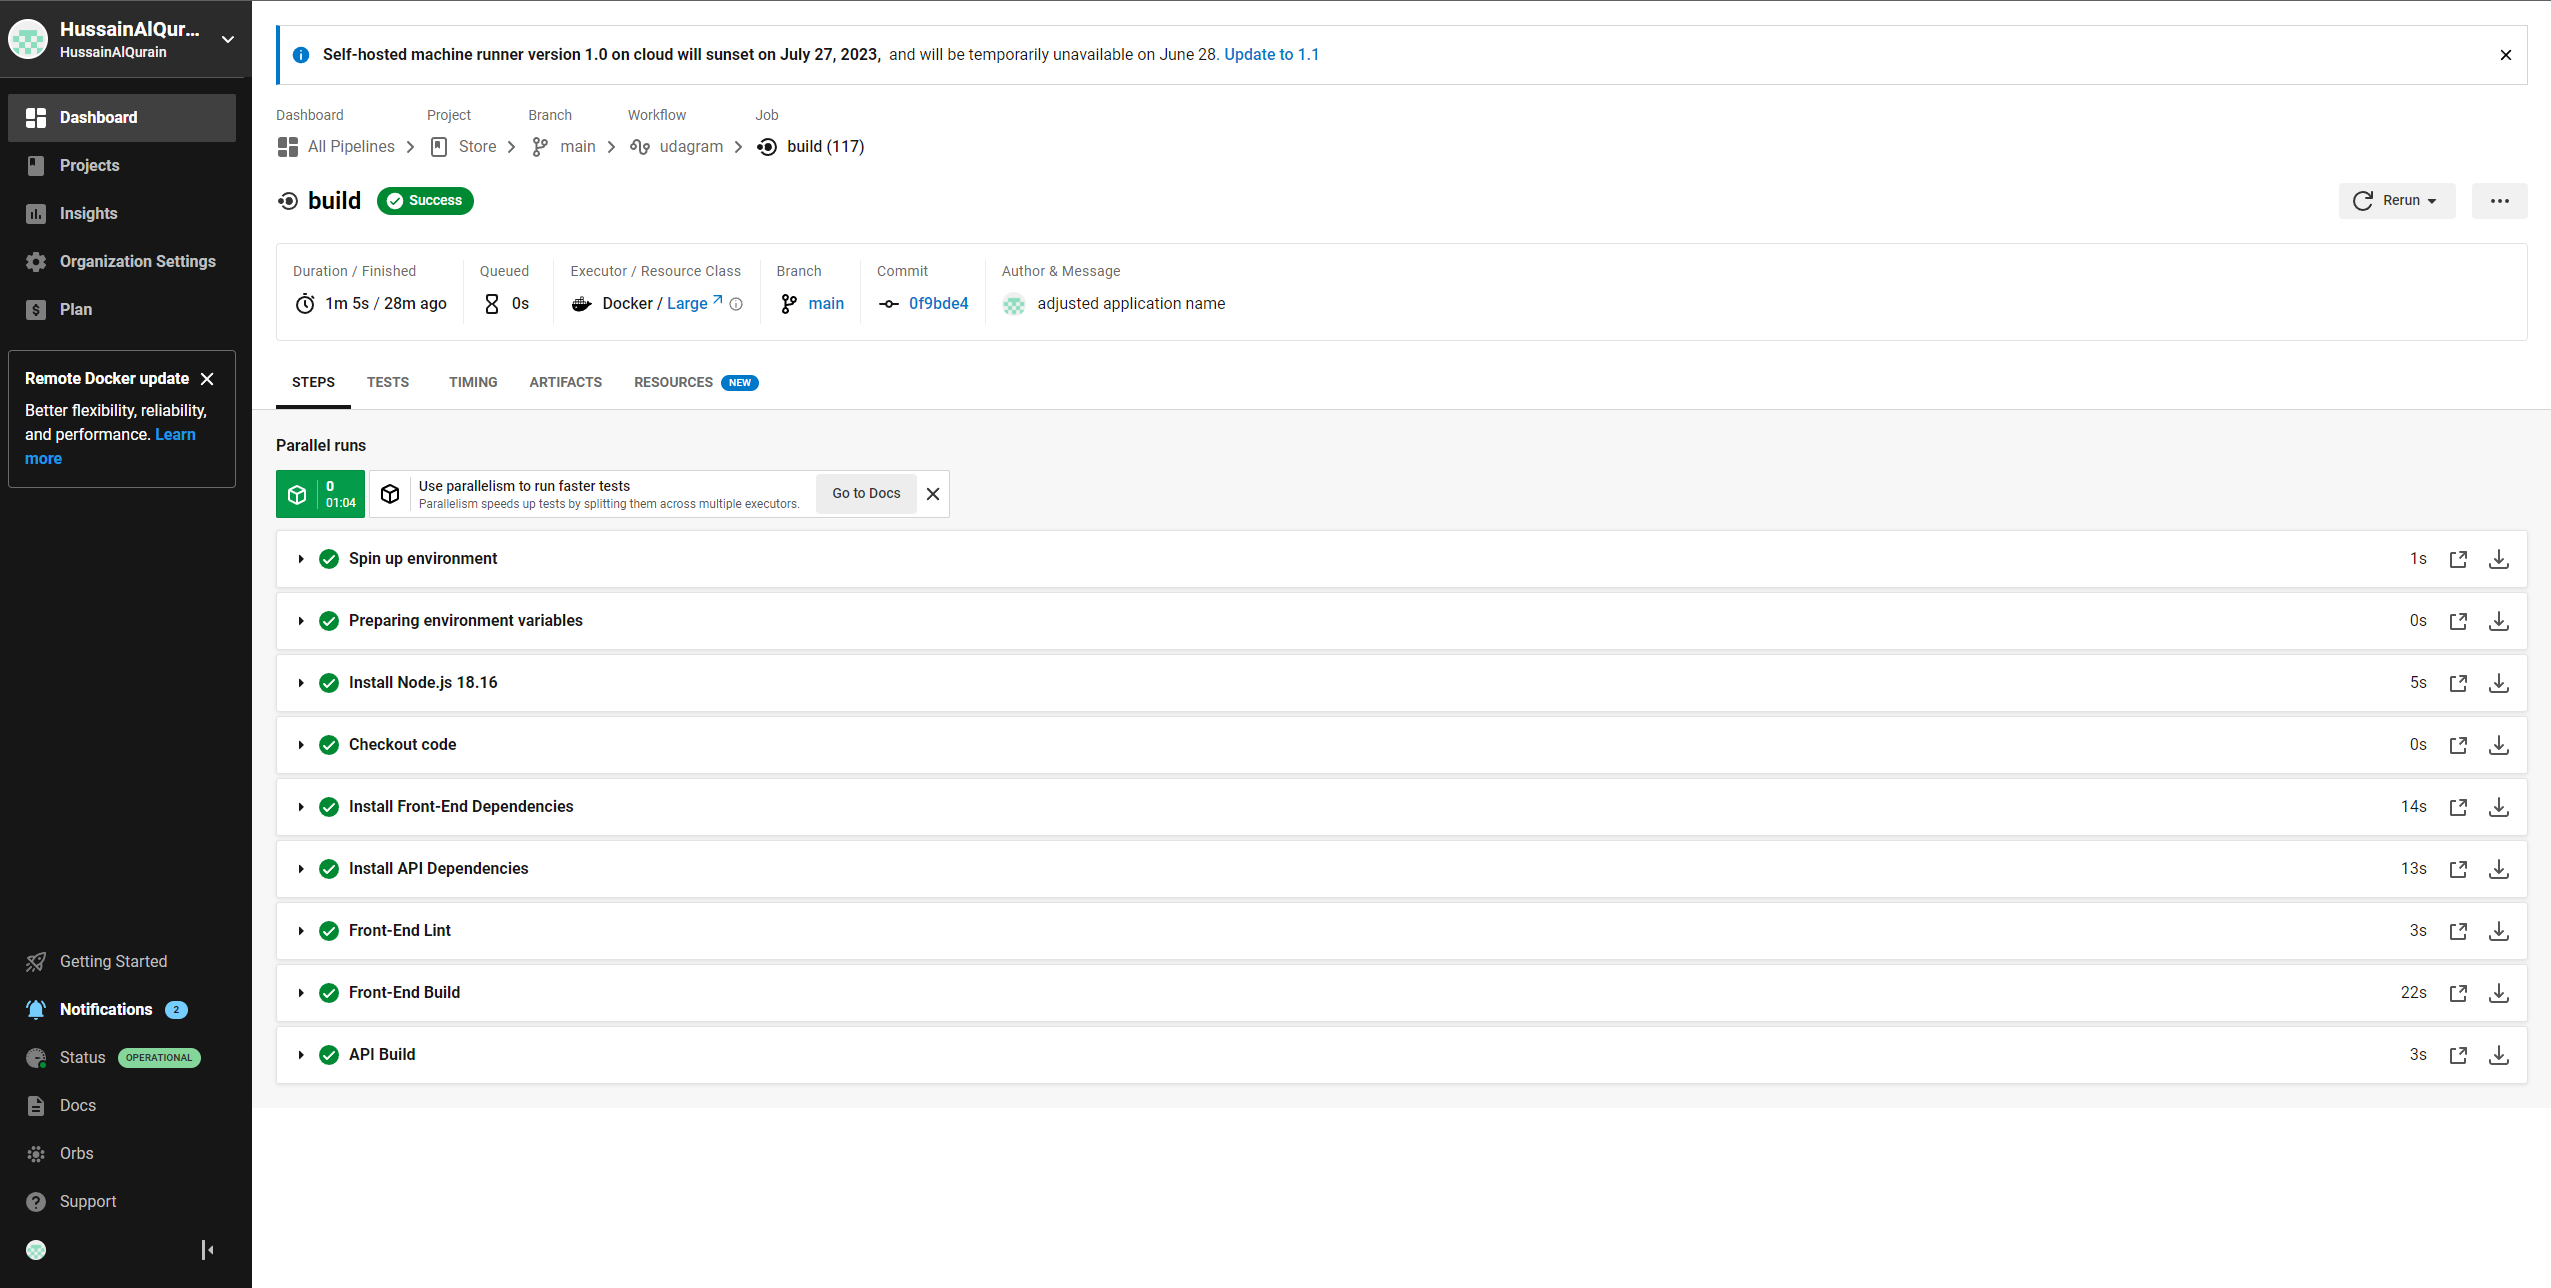 HussainAlQur...
HussainAlQurain
Dashboard
Projects
Insights
Organization Settings
Plan
Remote Docker update
Better flexibility, reliability,
and performance. Learn
more
Getting Started
Notifications 2
Status OPERATIONAL
Docs
Orbs
Support
Self-hosted machine runner version 1.0 on cloud will sunset on July 27, 2023, and will be temporarily unavailable on June 28. Update to 1.1
Dashboard Project Branch Workflow Job
All Pipelines Store main udagram build (117)
build Success Rerun
Duration / Finished Queued Executor / Resource Class Branch Commit Author & Message
1m 5s / 28m ago 0s Docker / Large main 0f9bde4 adjusted application name
STEPS TESTS TIMING ARTIFACTS RESOURCES NEW
Parallel runs
0
01:04
Use parallelism to run faster tests
Parallelism speeds up tests by splitting them across multiple executors.
Go to Docs
Spin up environment 1s
Preparing environment variables 0s
Install Node.js 18.16 5s
Checkout code 0s
Install Front-End Dependencies 14s
Install API Dependencies 13s
Front-End Lint 3s
Front-End Build 22s
API Build 3s